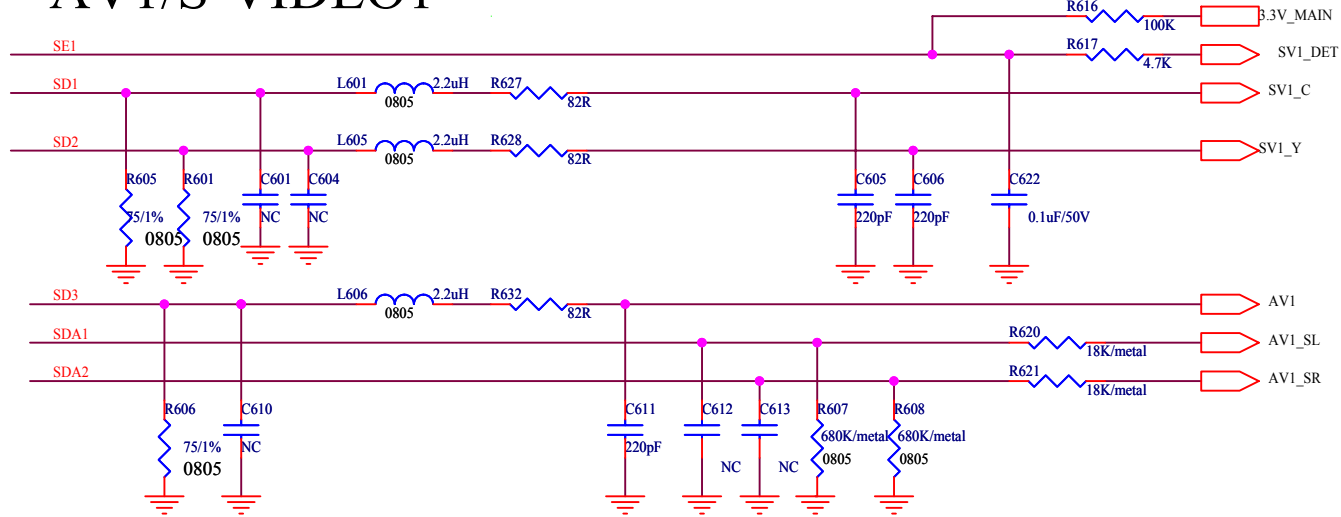 AV1/S-VIDEO1
R616
100K
3.3V_MAIN
SE1
R617
4.7K
SV1_DET
SD1
L601
2.2uH
0805
R627
82R
SV1_C
SD2
L605
2.2uH
0805
R628
82R
SV1_Y
R605
75/1%
0805
R601
75/1%
0805
C601
NC
C604
NC
C605
220pF
C606
220pF
C622
0.1uF/50V
SD3
L606
2.2uH
0805
R632
82R
AV1
SDA1
R620
18K/metal
AV1_SL
SDA2
R621
18K/metal
AV1_SR
R606
75/1%
0805
C610
NC
C611
220pF
C612
NC
C613
NC
R607
680K/metal
0805
R608
680K/metal
0805